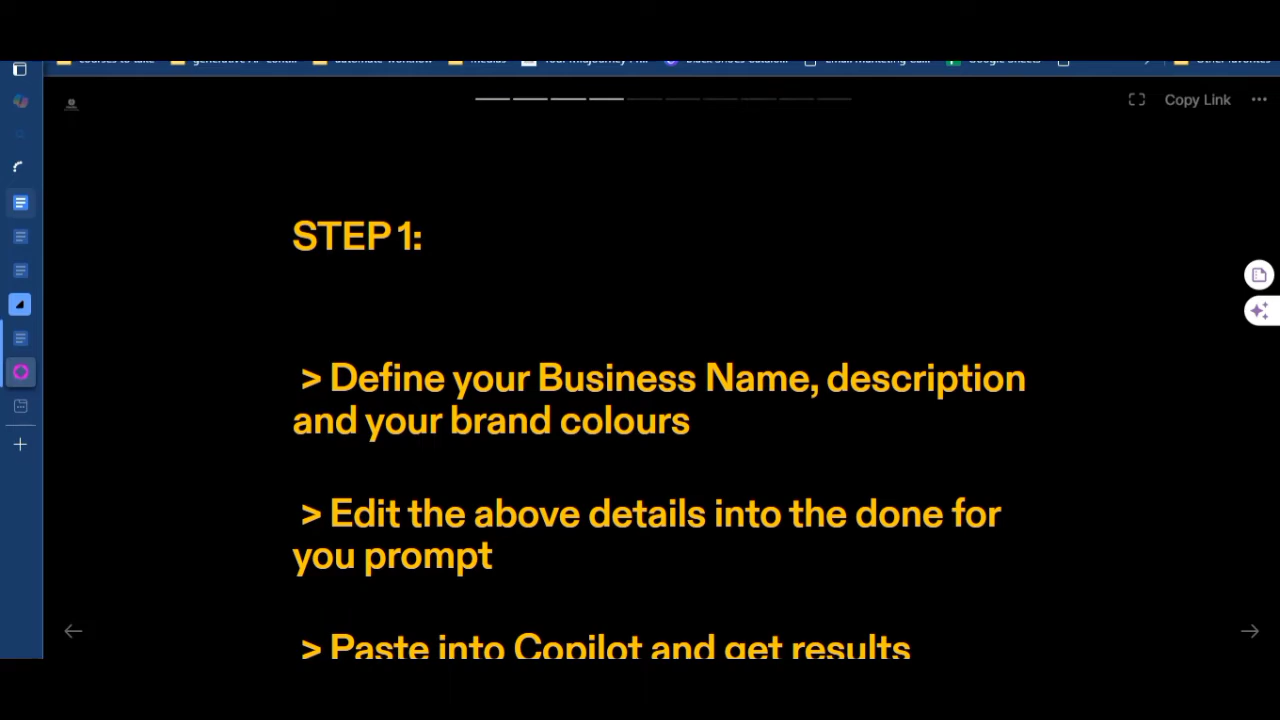 Copy Link
STEP 1:
> Define your Business Name, description
and your brand colours
> Edit the above details into the done for
you prompt
> Paste into Copilot and get results